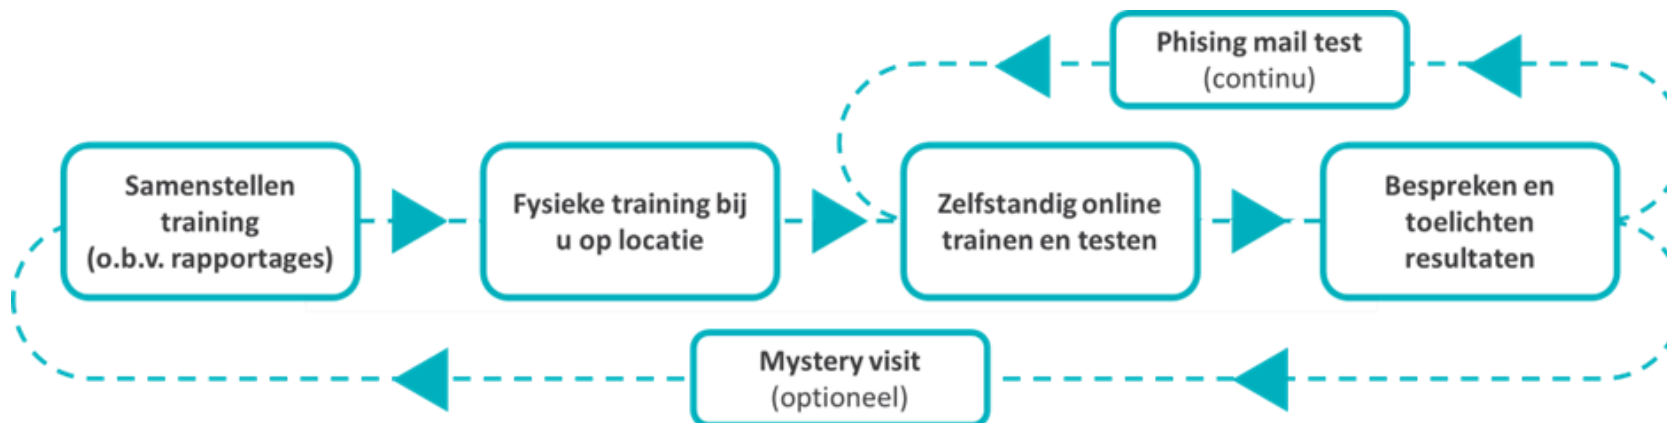 Phising mail test
(continu)
Samenstellen
training
(o.b.v. rapportages)
Fysieke training bij
u op locatie
Zelfstandig online
trainen en testen
Bespreken en
toelichten
resultaten
Mystery visit
(optioneel)